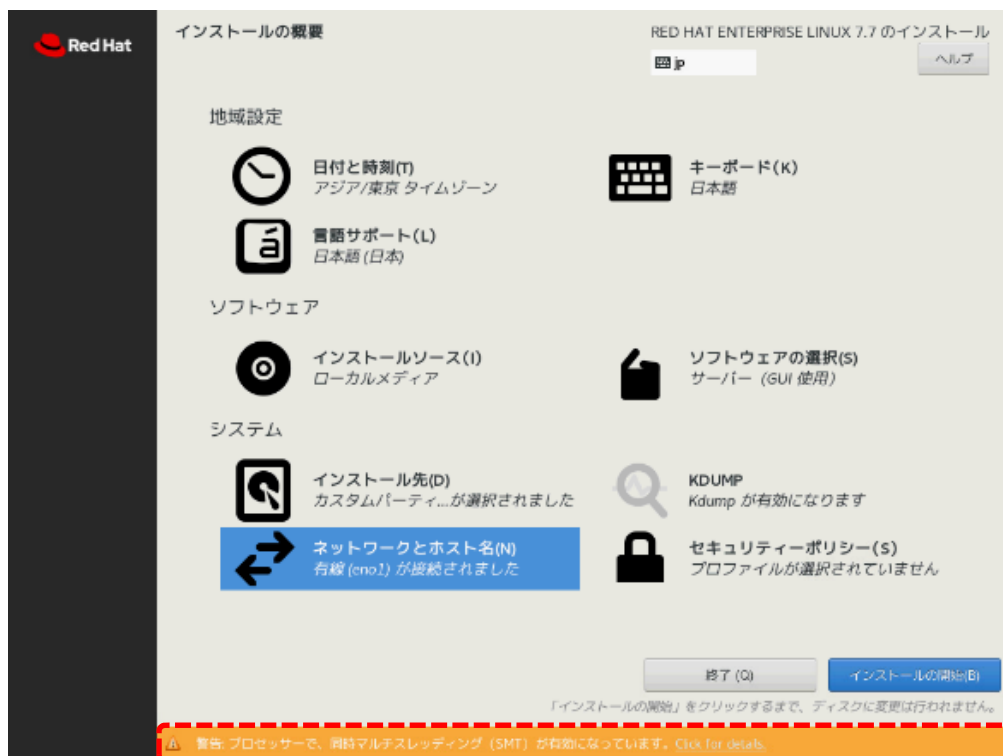 Red Hat
インストールの概要
RED HAT ENTERPRISE LINUX 7.7 のインストール
jp
ヘルプ
地域設定
日付と時刻(T)
アジア/東京 タイムゾーン
キーボード(K)
日本語
言語サポート(L)
日本語 (日本)
ソフトウェア
インストールソース(I)
ローカルメディア
ソフトウェアの選択(S)
サーバー (GUI 使用)
システム
インストール先(D)
カスタムパーティ...が選択されました
KDUMP
Kdump が有効になります
ネットワークとホスト名(N)
有線 (eno1) が接続されました
セキュリティーポリシー(S)
プロファイルが選択されていません
終了 (Q)
インストールの開始(B)
「インストールの開始」をクリックするまで、ディスクに変更は行われません。
警告: プロセッサーで、同時マルチスレッディング (SMT) が有効になっています。Click for details.